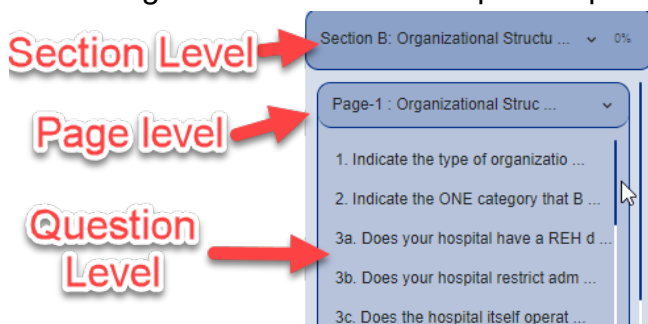 Section Level
Section B: Organizational Structu ... 0%
Page level
Page-1 : Organizational Struc ...
1. Indicate the type of organizatio ...
2. Indicate the ONE category that B ...
Question
Level
3a. Does your hospital have a REH d ...
3b. Does your hospital restrict adm ...
3c. Does the hospital itself operat ...